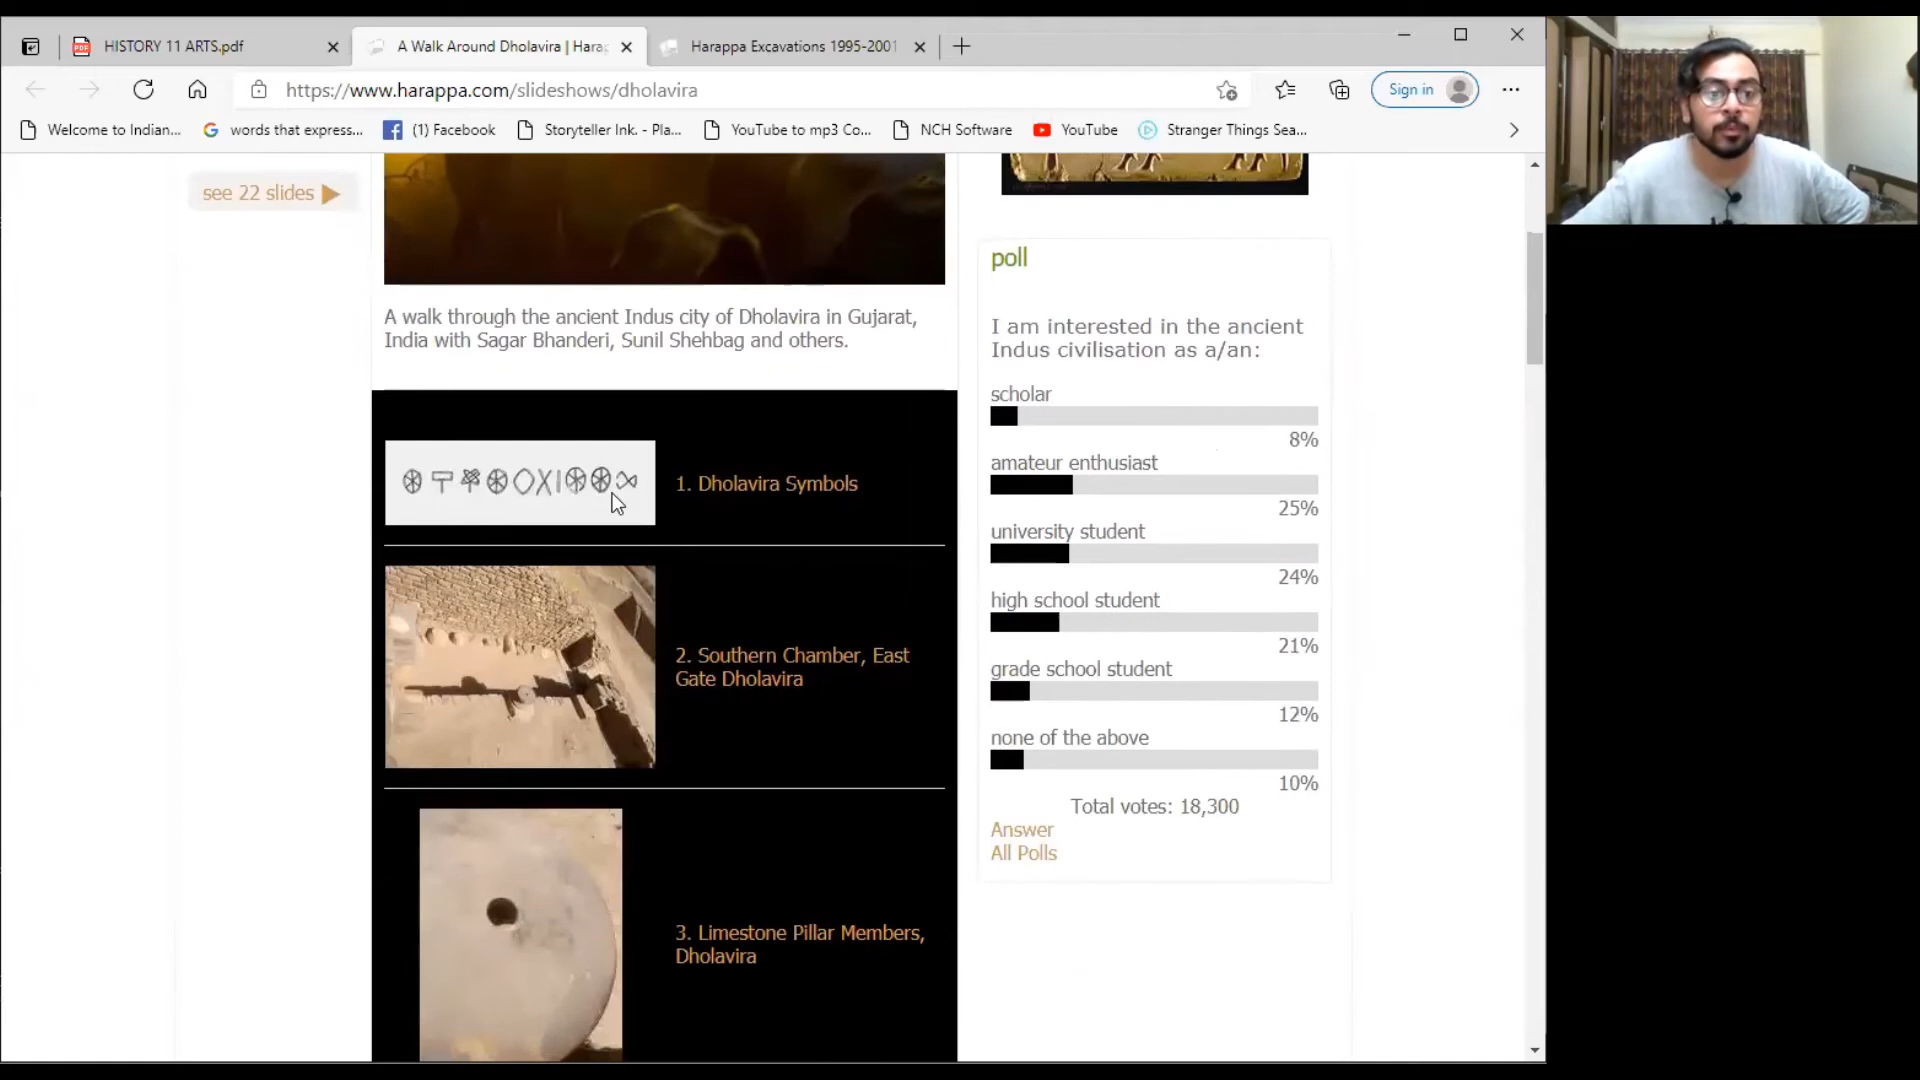 HISTORY 11 ARTS.pdf
A Walk Around Dholavira | Hara
Harappa Excavations 1995-2001
https://www.harappa.com/slideshows/dholavira
Sign in
Welcome to Indian...
words that express...
(1) Facebook
Storyteller Ink. - Pla...
YouTube to mp3 Co...
NCH Software
YouTube
Stranger Things Sea...
see 22 slides
A walk through the ancient Indus city of Dholavira in Gujarat,
India with Sagar Bhanderi, Sunil Shehbag and others.
1. Dholavira Symbols
2. Southern Chamber, East
Gate Dholavira
3. Limestone Pillar Members,
Dholavira
poll
I am interested in the ancient
Indus civilisation as a/an:
scholar
8%
amateur enthusiast
25%
university student
24%
high school student
21%
grade school student
12%
none of the above
10%
Total votes: 18,300
Answer
All Polls